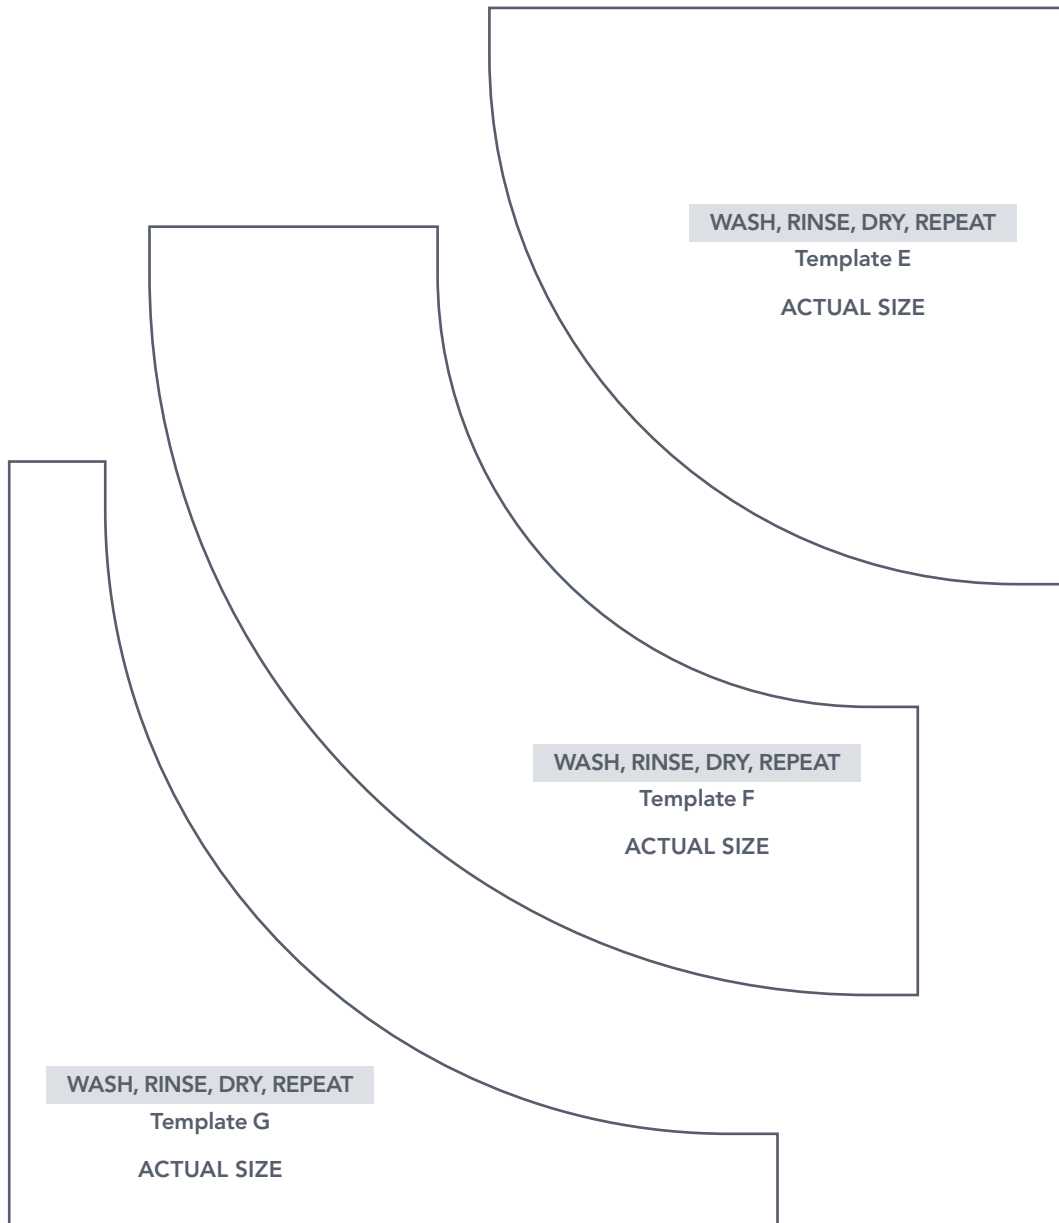 WASH, RINSE, DRY, REPEAT
Template E
ACTUAL SIZE
WASH, RINSE, DRY, REPEAT
Template F
ACTUAL SIZE
WASH, RINSE, DRY, REPEAT
Template G
ACTUAL SIZE